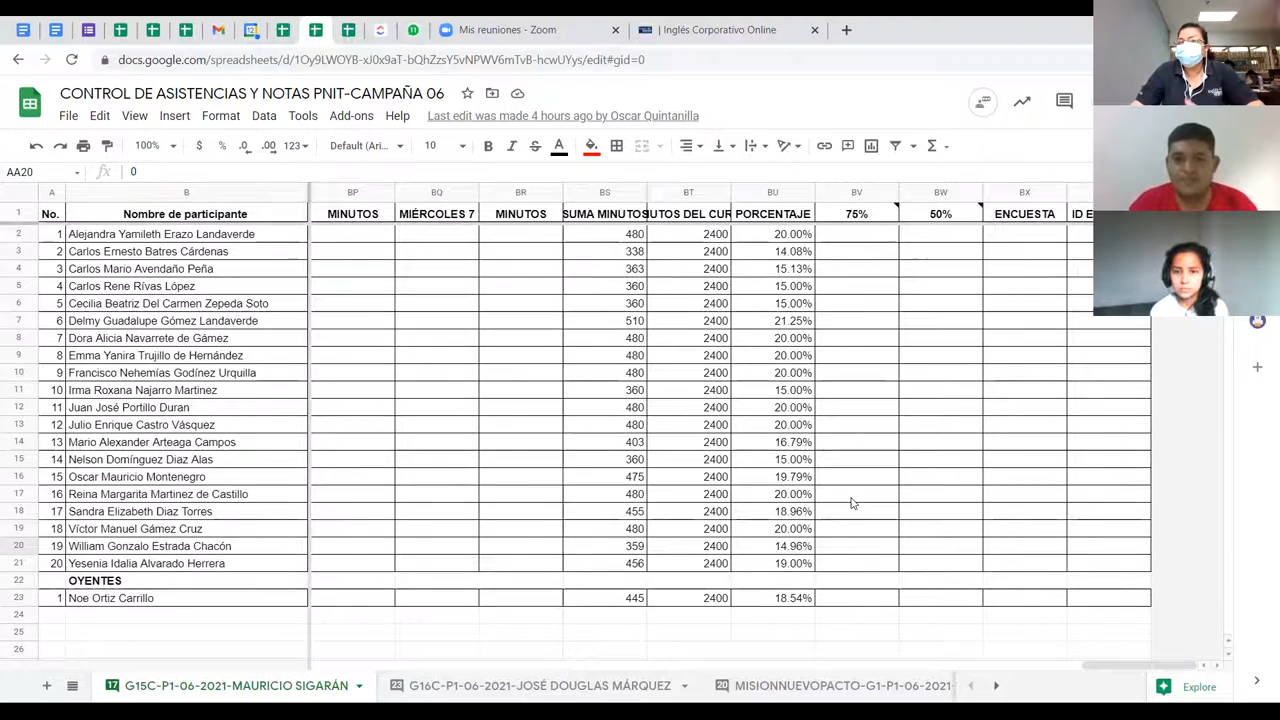 Mis reuniones - Zoom
| Inglés Corporativo Online
docs.google.com/spreadsheets/d/1Oy9LWOYB-xJ0x9aT-bQhZzsY5vNPWV6m
-hcwUYys/edit#gid=0
CONTROL DE ASISTENCIAS Y NOTAS PNIT-CAMPAÑA 06
File Edit View Insert Format Data Tools Add-ons Help Last edit was made 4 hours ago by Oscar Quintanilla
100% $ % .0 .00 123 Default (Ari... 10 B I S A
AA20 fx 0
A B BP BQ BR BS BT BU BV BW BX
1 No. Nombre de participante MINUTOS MIÉRCOLES 7 MINUTOS SUMA MINUTOS UTOS DEL CUR PORCENTAJE 75% 50% ENCUESTA ID E
2 1 Alejandra Yamileth Erazo Landaverde 480 2400 20.00%
3 2 Carlos Ernesto Batres Cárdenas 338 2400 14.08%
4 3 Carlos Mario Avendaño Peña 363 2400 15.13%
5 4 Carlos Rene Rívas López 360 2400 15.00%
6 5 Cecilia Beatriz Del Carmen Zepeda Soto 360 2400 15.00%
7 6 Delmy Guadalupe Gómez Landaverde 510 2400 21.25%
8 7 Dora Alicia Navarrete de Gámez 480 2400 20.00%
9 8 Emma Yanira Trujillo de Hernández 480 2400 20.00%
10 9 Francisco Nehemías Godínez Urquilla 480 2400 20.00%
11 10 Irma Roxana Najarro Martinez 360 2400 15.00%
12 11 Juan José Portillo Duran 480 2400 20.00%
13 12 Julio Enrique Castro Vásquez 480 2400 20.00%
14 13 Mario Alexander Arteaga Campos 403 2400 16.79%
15 14 Nelson Domínguez Diaz Alas 360 2400 15.00%
16 15 Oscar Mauricio Montenegro 475 2400 19.79%
17 16 Reina Margarita Martinez de Castillo 480 2400 20.00%
18 17 Sandra Elizabeth Diaz Torres 455 2400 18.96%
19 18 Víctor Manuel Gámez Cruz 480 2400 20.00%
20 19 William Gonzalo Estrada Chacón 359 2400 14.96%
21 20 Yesenia Idalia Alvarado Herrera 456 2400 19.00%
22 OYENTES
23 1 Noe Ortiz Carrillo 445 2400 18.54%
24
25
26
17 G15C-P1-06-2021-MAURICIO SIGARÁN 23 G16C-P1-06-2021-JOSÉ DOUGLAS MÁRQUEZ 20 MISIONNUEVOPACTO-G1-P1-06-2021- Explore